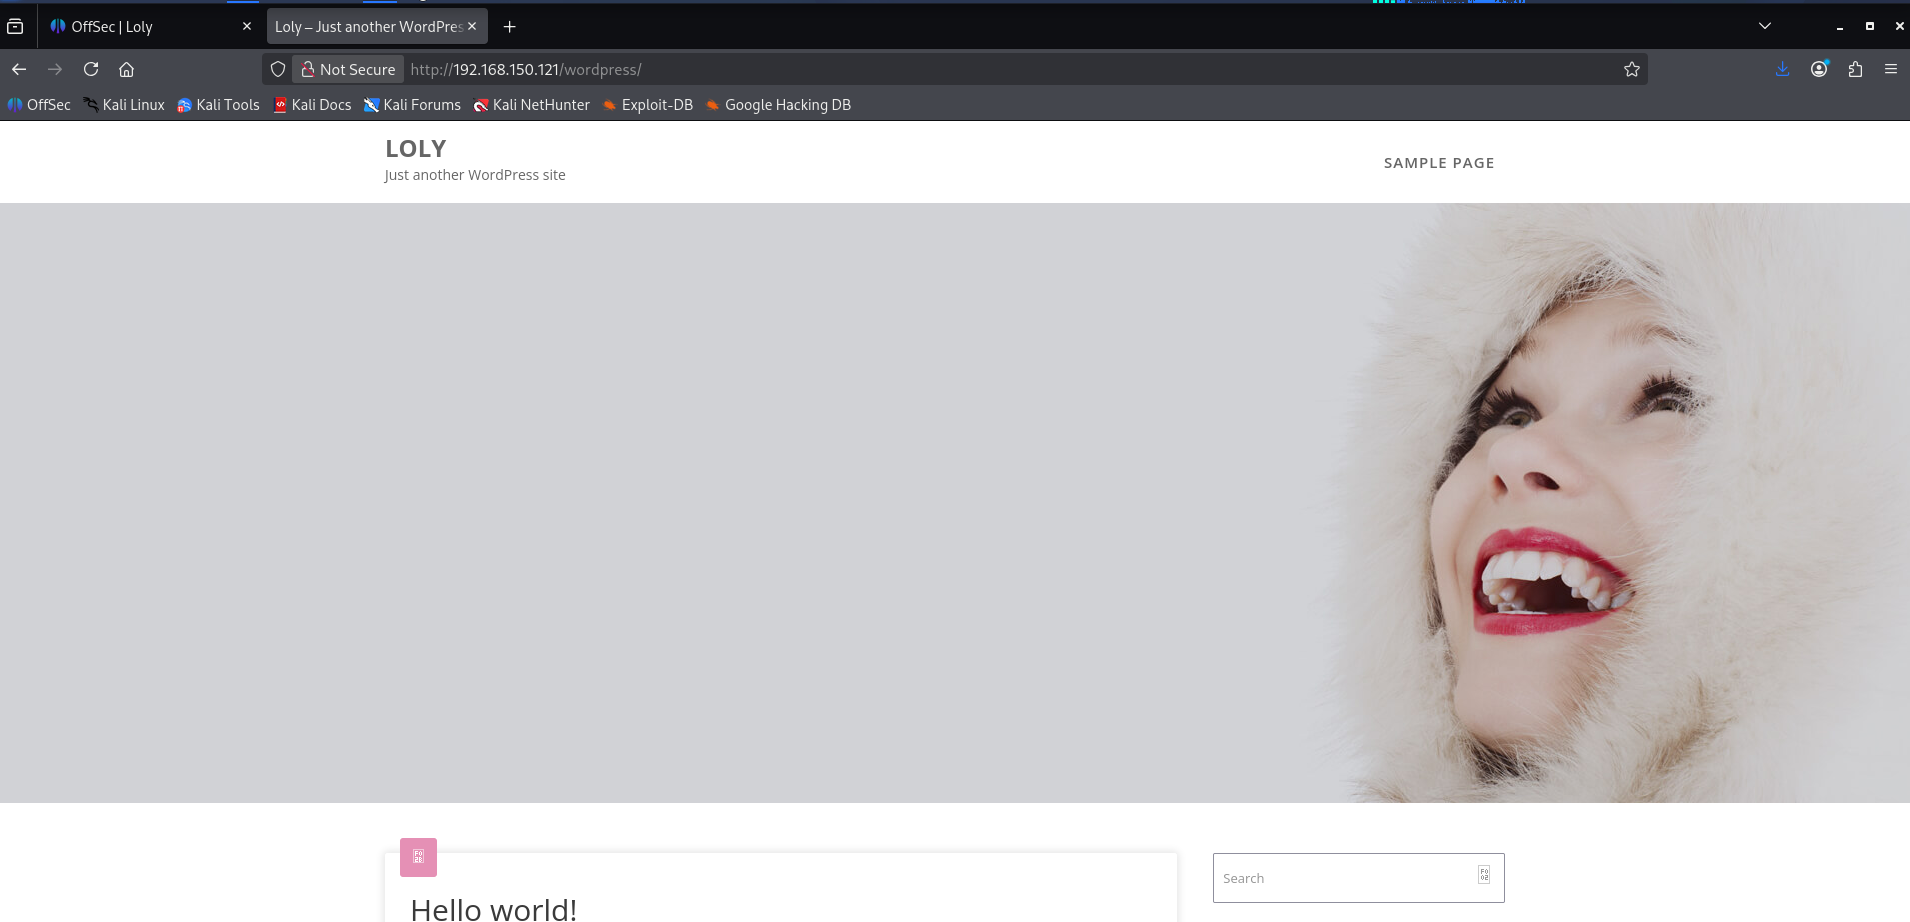 OffSec | Loly
Loly – Just another WordPres
Not Secure http://192.168.150.121/wordpress/
OffSec Kali Linux Kali Tools Kali Docs Kali Forums Kali NetHunter Exploit-DB Google Hacking DB
LOLY
Just another WordPress site
SAMPLE PAGE
Search
Hello world!